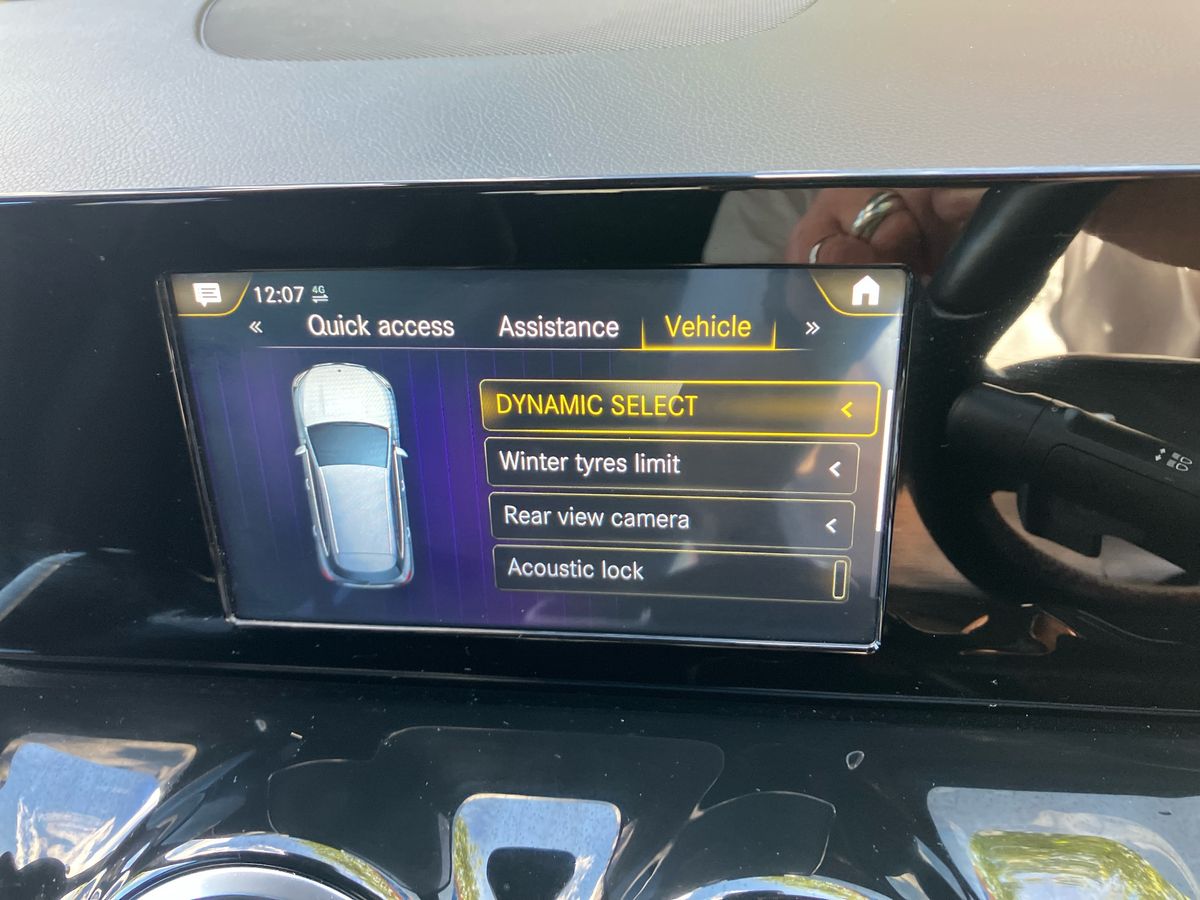 12:07 4G
« Quick access Assistance Vehicle »
DYNAMIC SELECT <
Winter tyres limit <
Rear view camera <
Acoustic lock